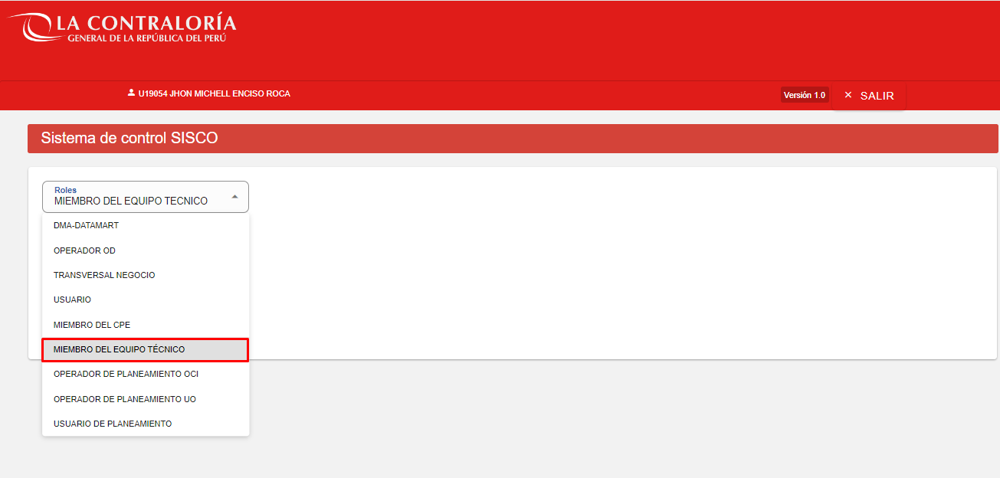 LA CONTRALORÍA
GENERAL DE LA REPÚBLICA DEL PERÚ
U19054 JHON MICHELL ENCISO ROCA
Versión 1.0
× SALIR
Sistema de control SISCO
Roles
MIEMBRO DEL EQUIPO TECNICO
DMA-DATAMART
OPERADOR OD
TRANSVERSAL NEGOCIO
USUARIO
MIEMBRO DEL CPE
MIEMBRO DEL EQUIPO TÉCNICO
OPERADOR DE PLANEAMIENTO OCI
OPERADOR DE PLANEAMIENTO UO
USUARIO DE PLANEAMIENTO